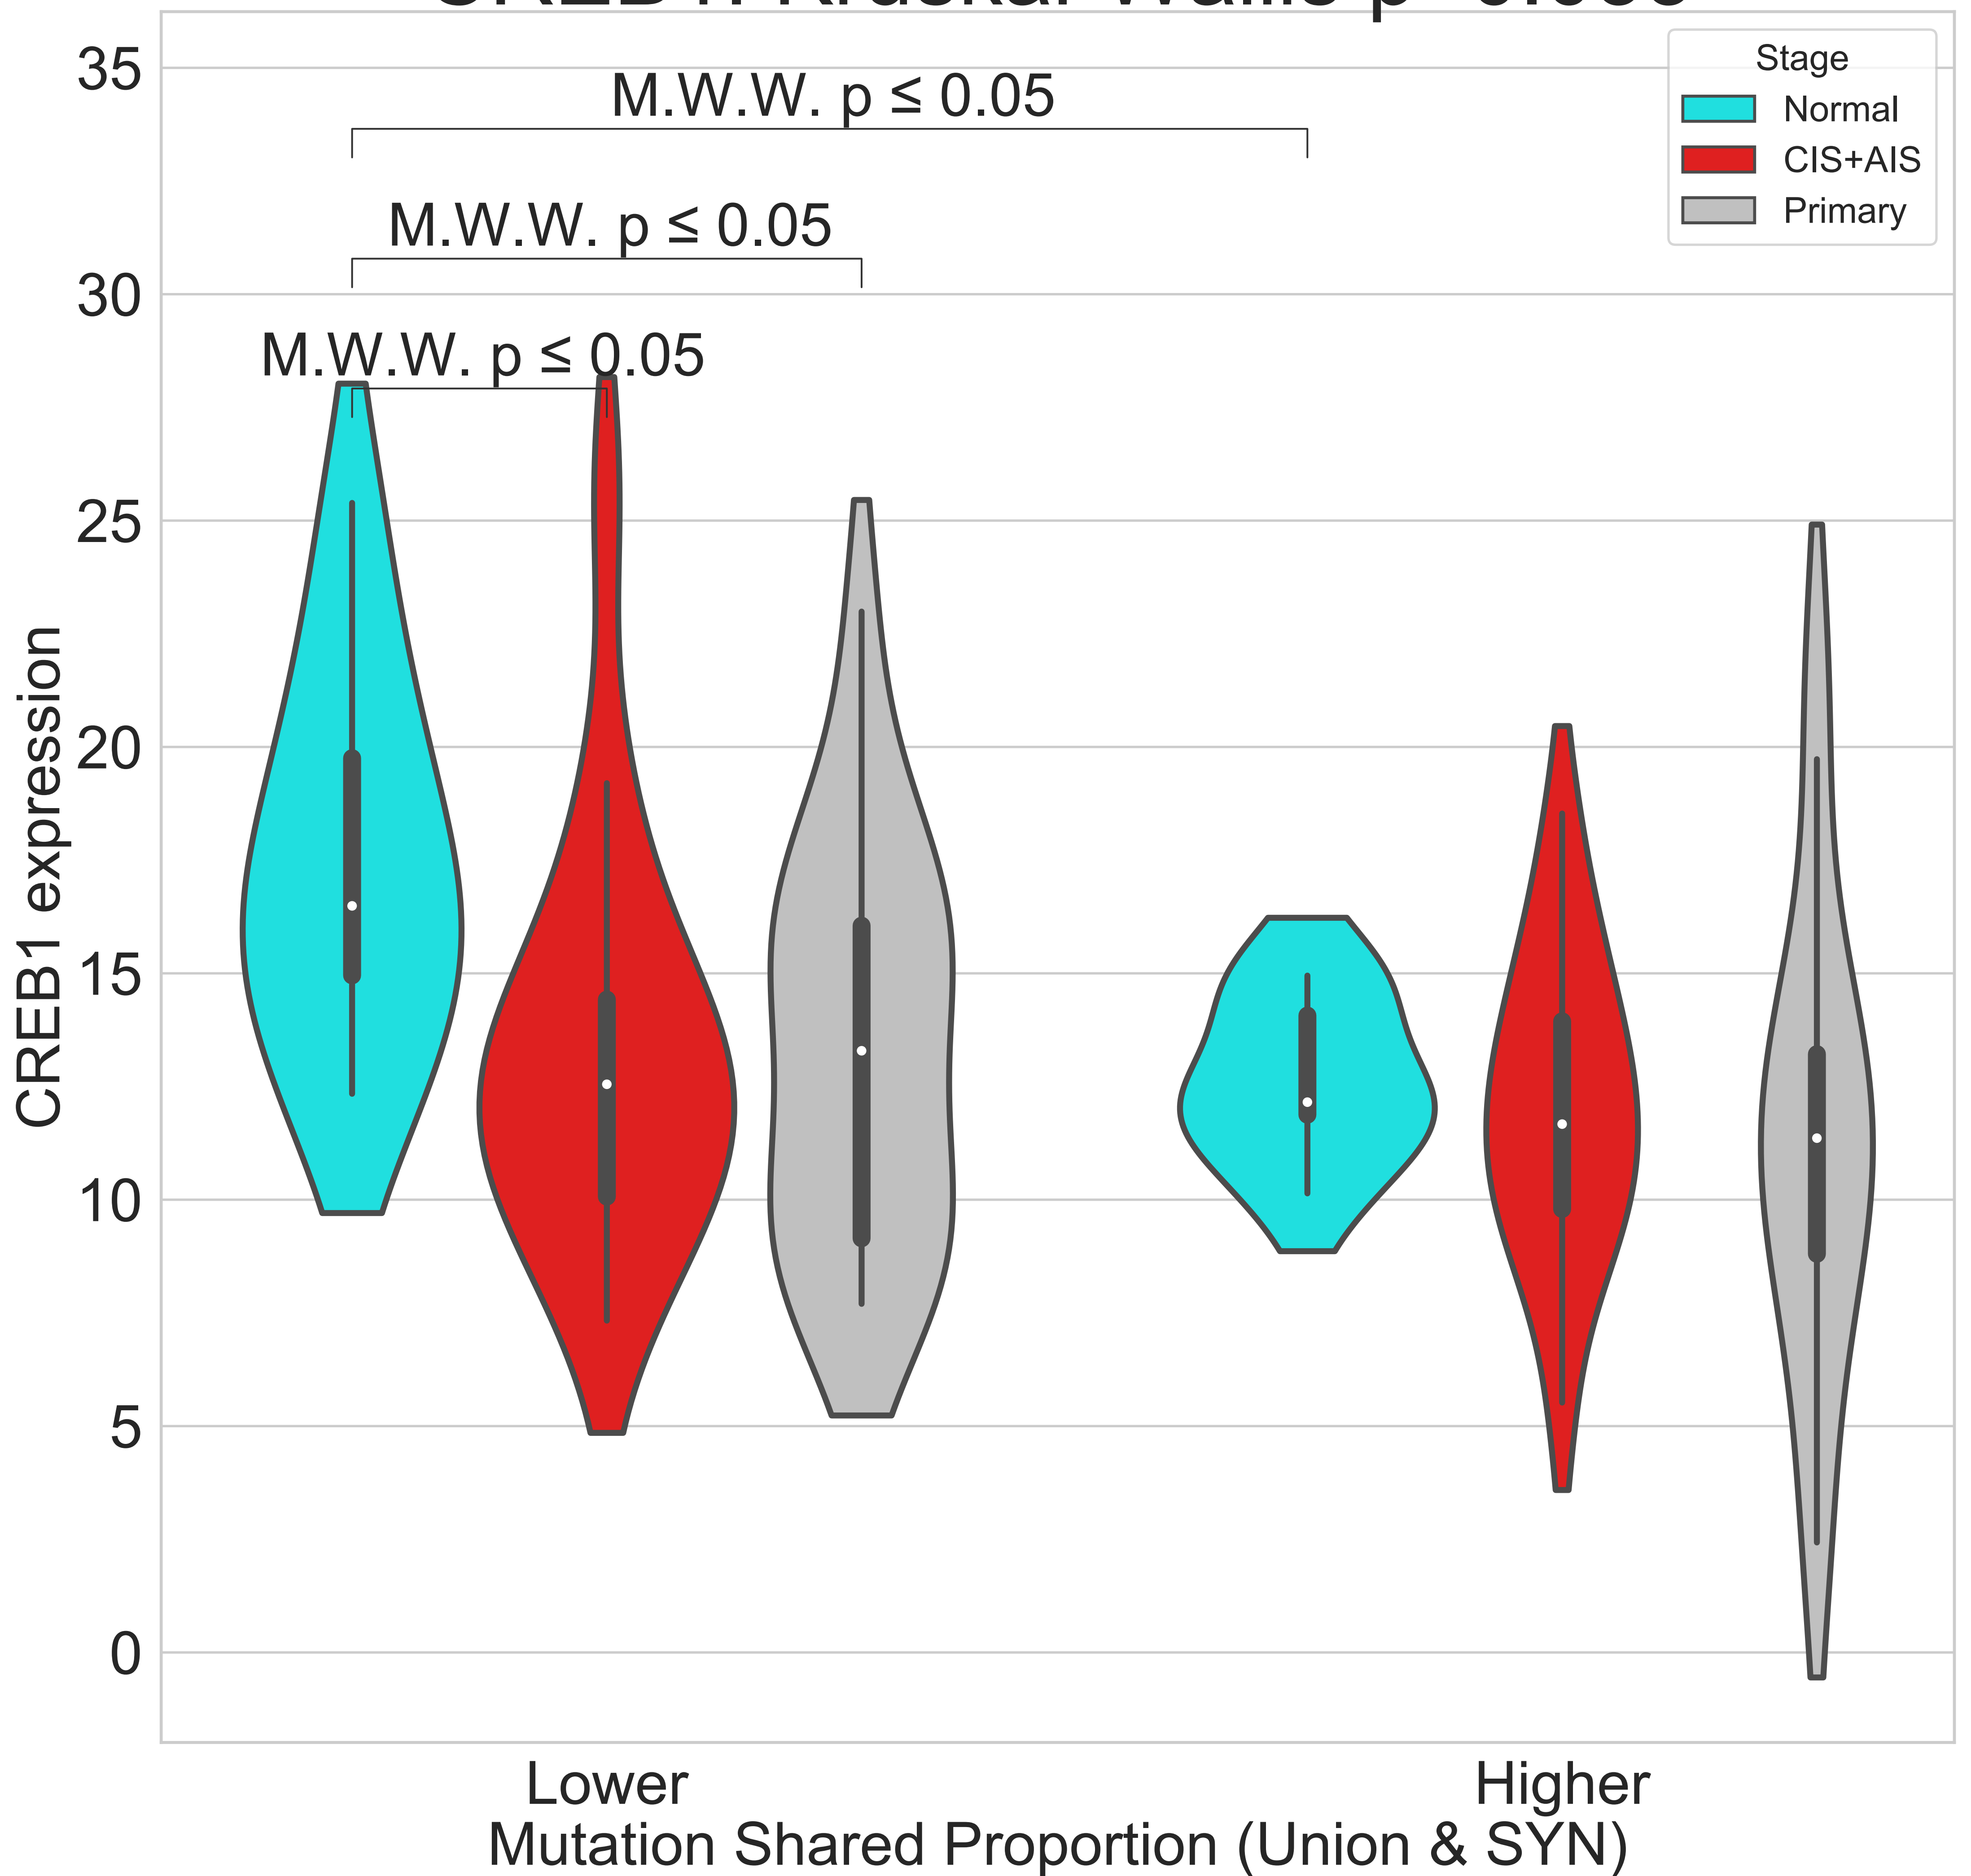 35
30
25
20
15
10
5
0
CREB1 expression
M.W.W. p ≤ 0.05
M.W.W. p ≤ 0.05
M.W.W. p ≤ 0.05
Stage
Normal
CIS+AIS
Primary
Lower
Higher
Mutation Shared Proportion (Union & SYN)